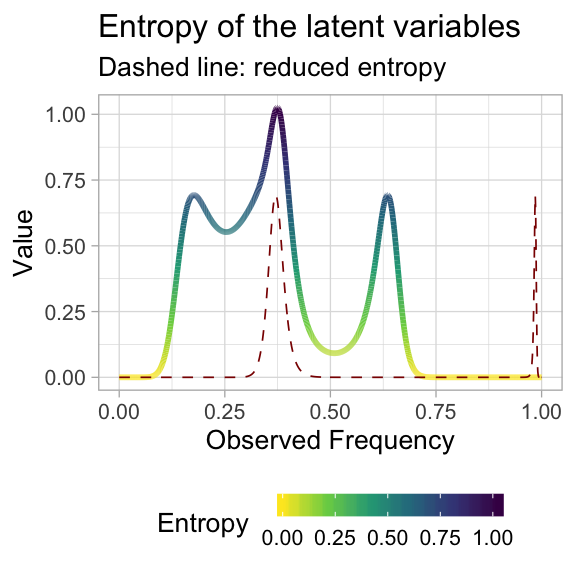 Entropy of the latent variables
Dashed line: reduced entropy
1.00
0.75
0.50
0.25
0.00
Value
0.00 0.25 0.50 0.75 1.00
Observed Frequency
Entropy
0.00 0.25 0.50 0.75 1.00